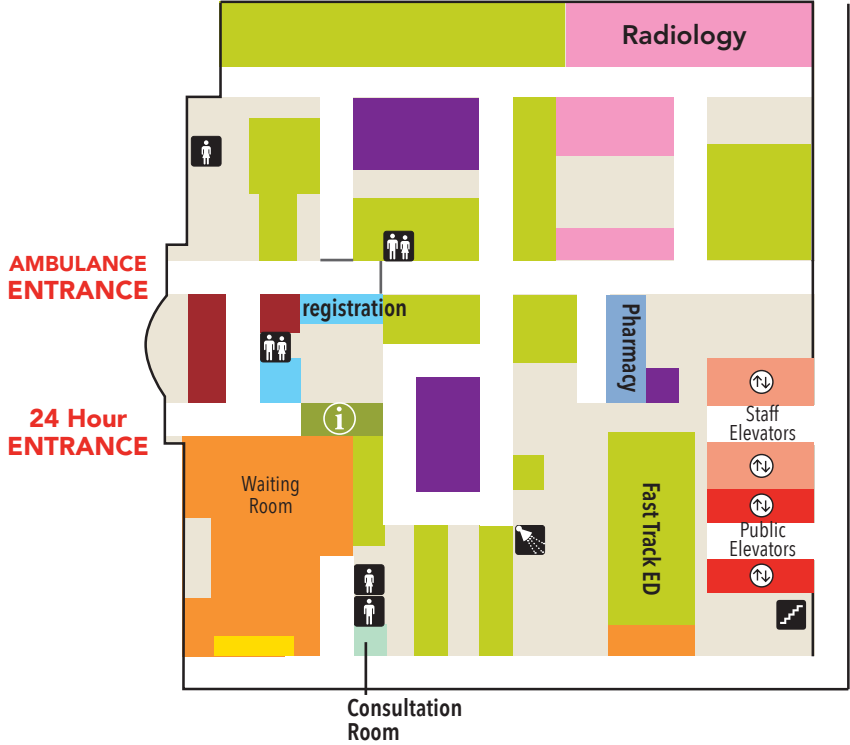 Radiology
AMBULANCE
ENTRANCE
registration
Pharmacy
24 Hour
ENTRANCE
i
Staff
Elevators
Waiting
Room
Fast Track ED
Public
Elevators
Consultation
Room